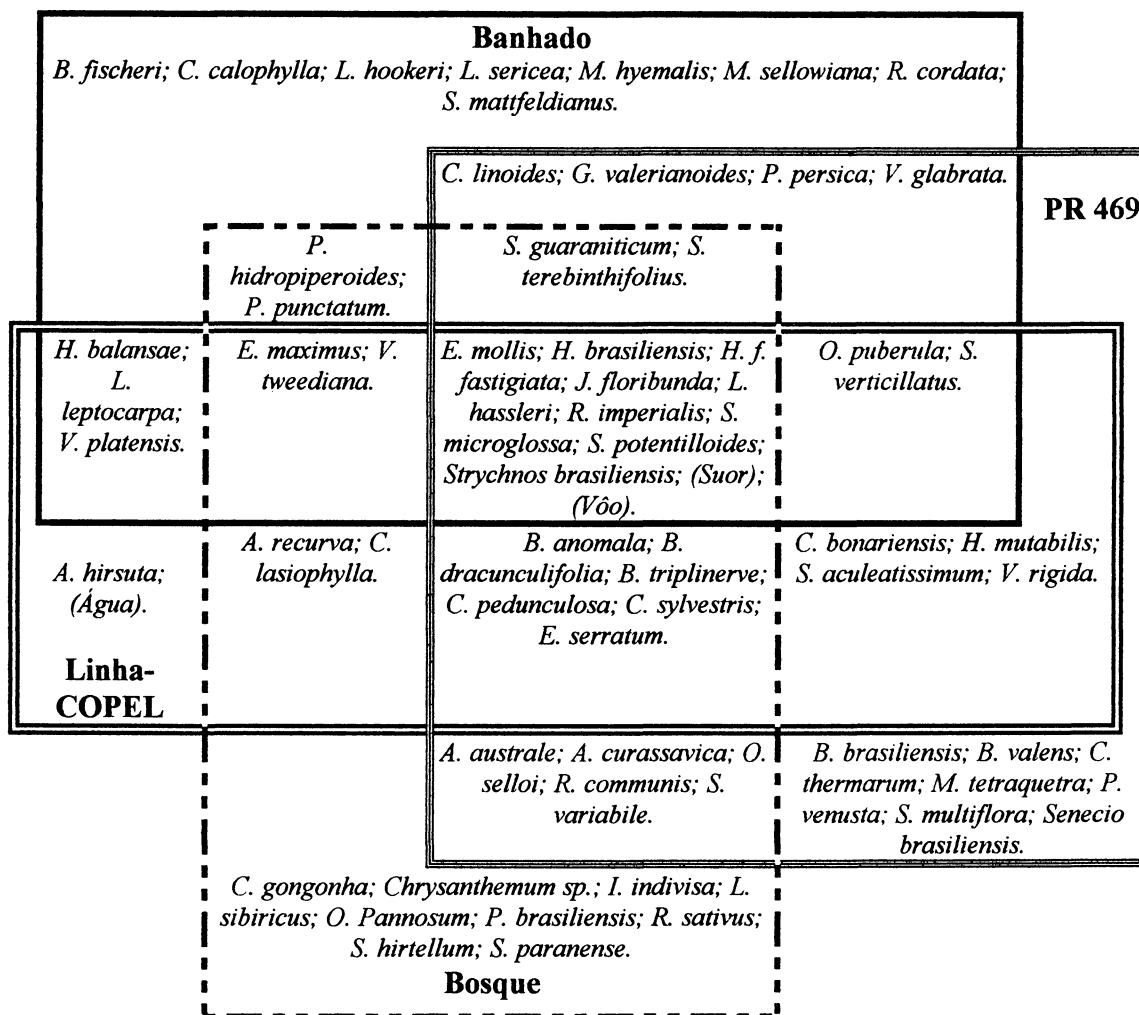 Banhado
B. fischeri; C. calophylla; L. hookeri; L. sericea; M. hyemalis; M. sellowiana; R. cordata;
S. mattfeldianus.
C. linoides; G. valerianoides; P. persica; V. glabrata.
PR 469
P.
hidropiperoides;
P. punctatum.
S. guaraniticum; S.
terebinthifolius.
H. balansae;
L.
leptocarpa;
V. platensis.
E. maximus; V.
tweediana.
E. mollis; H. brasiliensis; H. f.
fastigiata; J. floribunda; L.
hassleri; R. imperialis; S.
microglossa; S. potentilloides;
Strychnos brasiliensis; (Suor);
(Vôo).
O. puberula; S.
verticillatus.
A. hirsuta;
(Água).
A. recurva; C.
lasiophylla.
B. anomala; B.
dracunculifolia; B. triplinerve;
C. pedunculosa; C. sylvestris;
E. serratum.
C. bonariensis; H. mutabilis;
S. aculeatissimum; V. rigida.
Linha-
COPEL
A. australe; A. curassavica; O.
selloi; R. communis; S.
variabile.
B. brasiliensis; B. valens; C.
thermarum; M. tetraquetra; P.
venusta; S. multiflora; Senecio
brasiliensis.
C. gongonha; Chrysanthemum sp.; I. indivisa; L.
sibiricus; O. Pannosum; P. brasiliensis; R. sativus;
S. hirtellum; S. paranense.
Bosque